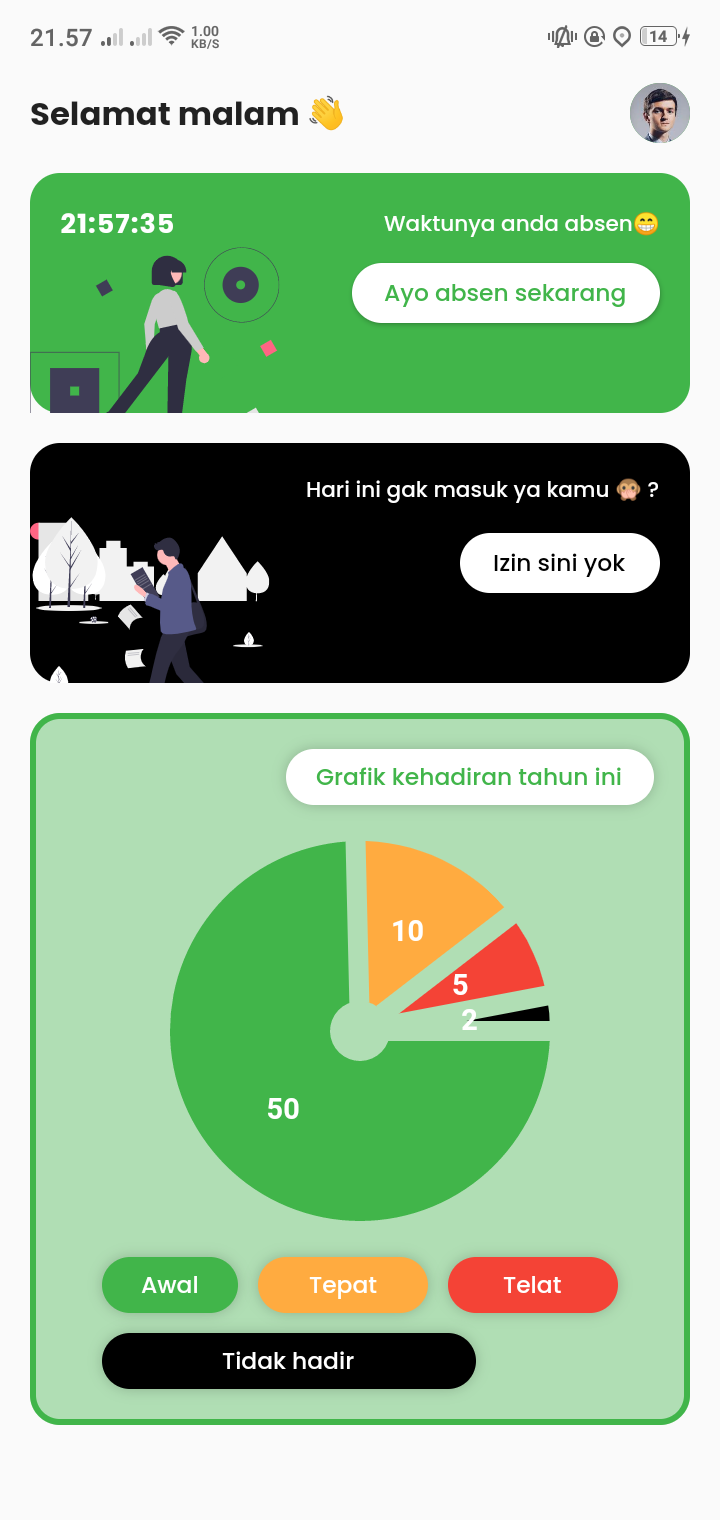 21.57
1.00
KB/S
14
Selamat malam 👋
21:57:35
Waktunya anda absen😁
Ayo absen sekarang
Hari ini gak masuk ya kamu 🙊 ?
Izin sini yok
Grafik kehadiran tahun ini
10
5
2
50
Awal
Tepat
Telat
Tidak hadir